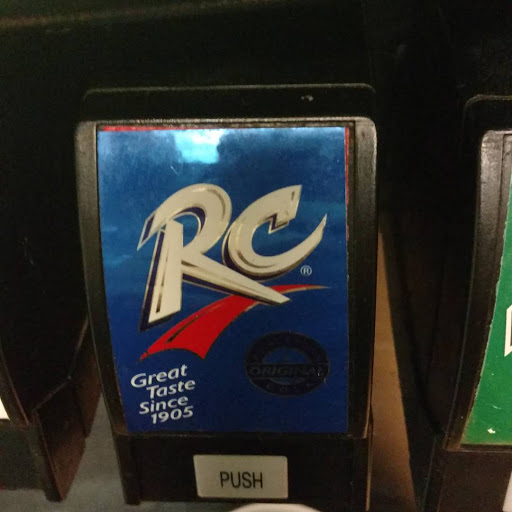 RC®
Great
Taste
Since
1905
ORIGINAL
PUSH